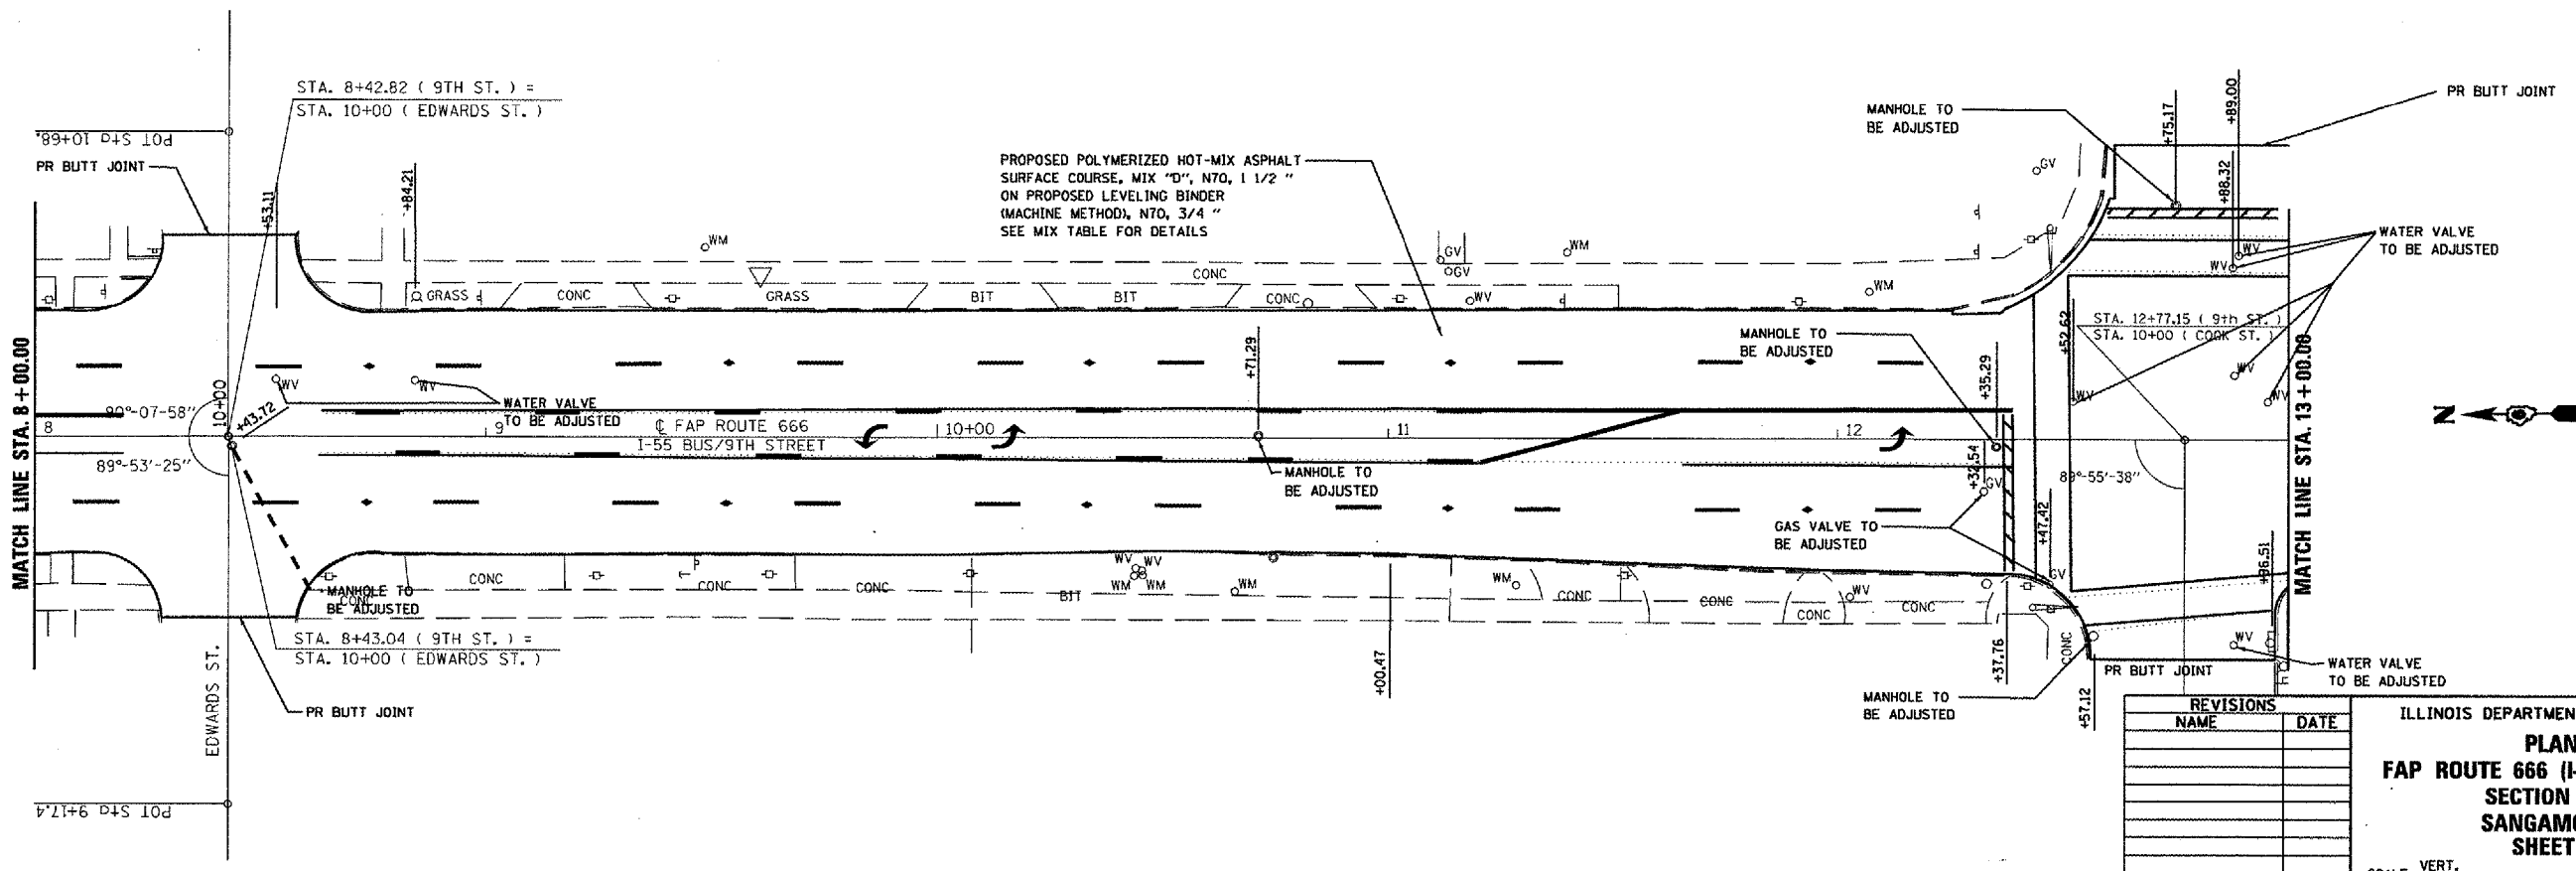 STA. 8+42.82 ( 9TH ST. ) =
STA. 10+00 ( EDWARDS ST. )
POT Sta 10+68.
PR BUTT JOINT
+53.11
+84.21
MATCH LINE STA. 8+00.00
WM
GRASS
CONC
GRASS
BIT
BIT
CONC
CONC
PROPOSED POLYMERIZED HOT-MIX ASPHALT
SURFACE COURSE, MIX "D", N70, 1 1/2 "
ON PROPOSED LEVELING BINDER
(MACHINE METHOD), N70, 3/4 "
SEE MIX TABLE FOR DETAILS
GV
GV
WM
WV
WM
MANHOLE TO
BE ADJUSTED
GV
+75.17
+89.00
+88.32
PR BUTT JOINT
WATER VALVE
TO BE ADJUSTED
WV
WV
MANHOLE TO
BE ADJUSTED
+52.62
STA. 12+77.15 ( 9th ST. )
STA. 10+00 ( COOK ST. )
MATCH LINE STA. 13+00.00
WV
WV
WV
N
90°-07'-58"
10+00
+43.72
WV
WV
WATER VALVE
TO BE ADJUSTED
8
9
℄ FAP ROUTE 666
I-55 BUS/9TH STREET
10+00
+71.29
11
12
+35.29
MANHOLE TO
BE ADJUSTED
89°-53'-25"
+32.54
GV
89°-55'-38"
GAS VALVE TO
BE ADJUSTED
+47.42
GV
+86.51
MANHOLE TO
BE ADJUSTED
CONC
CONC
CONC
CONC
WV
WV
WM
WM
BIT
WM
WM
CONC
CONC
CONC
WV
CONC
CONC
WV
STA. 8+43.04 ( 9TH ST. ) =
STA. 10+00 ( EDWARDS ST. )
EDWARDS ST.
PR BUTT JOINT
POT Sta 9+17.4
+00.47
+37.76
MANHOLE TO
BE ADJUSTED
+57.12
PR BUTT JOINT
WATER VALVE
TO BE ADJUSTED
REVISIONS
NAME DATE
ILLINOIS DEPARTMEN
PLAN
FAP ROUTE 666 (I-
SECTION
SANGAMO
SHEET
VERT.